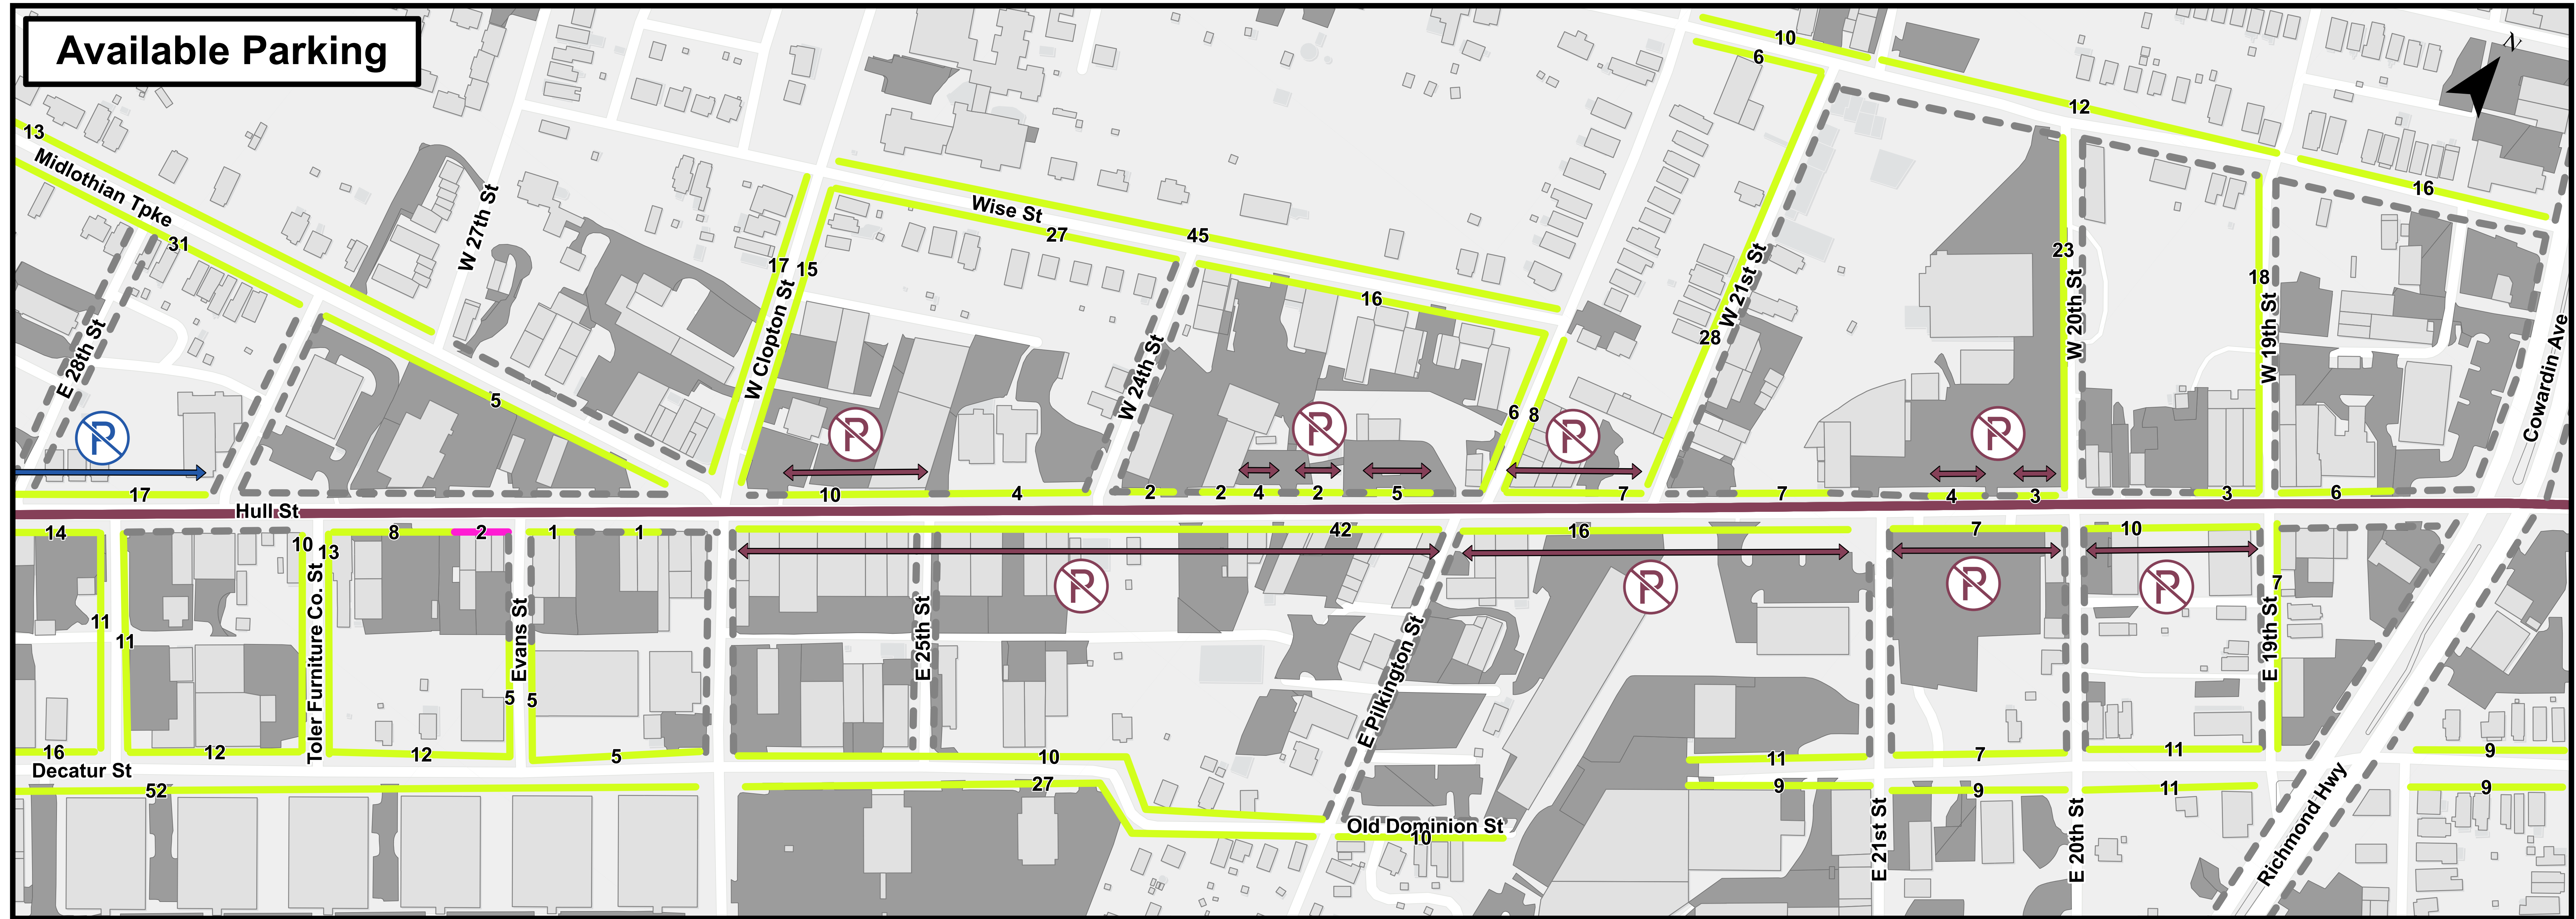 Available Parking
N
10
6
12
16
13
Midlothian Tpke
31
W 27th St
Wise St
27
45
16
17
15
W Clopton St
23
18
W 20th St
W 19th St
W 21st St
28
E 28th St
P
5
W 24th St
6
8
P
P
P
P
Cowardin Ave
17
10
4
2
2
4
2
5
7
7
4
3
3
6
Hull St
14
10
13
8
2
1
1
42
16
7
10
P
P
P
P
11
11
Toler Furniture Co. St
Evans St
5
5
E 25th St
E Pilkington St
7
E 19th St
16
12
12
5
10
11
7
11
9
Decatur St
52
27
9
9
11
9
Old Dominion St
10
E 21st St
E 20th St
Richmond Hwy